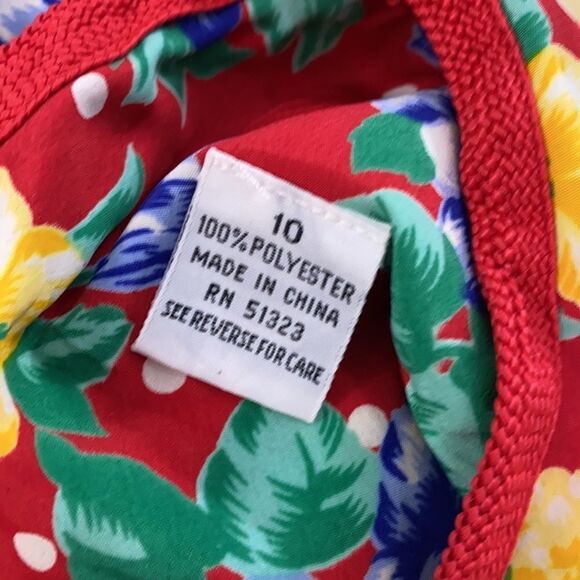 10
100% POLYESTER
MADE IN CHINA
RN 51323
SEE REVERSE FOR CARE